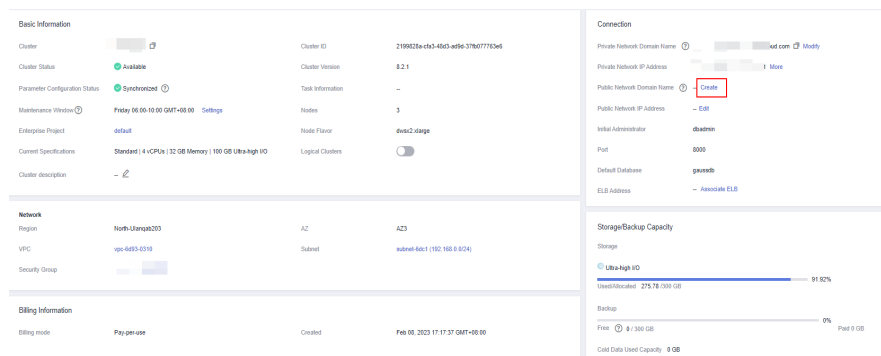 Basic Information
Cluster
Cluster ID 2199828a-cfa3-48d3-ad9d-37fb077763e6
Cluster Status Available
Cluster Version 8.2.1
Parameter Configuration Status Synchronized
Task Information --
Maintenance Window Friday 06:00-10:00 GMT+08:00 Settings
Nodes 3
Enterprise Project default
Node Flavor dwsx2.xlarge
Current Specifications Standard | 4 vCPUs | 32 GB Memory | 100 GB Ultra-high I/O
Logical Clusters
Cluster description --
Network
Region North-Ulanqab203
AZ AZ3
VPC vpc-6d93-0310
Subnet subnet-6dc1 (192.168.0.0/24)
Security Group
Billing Information
Billing mode Pay-per-use
Created Feb 08, 2023 17:17:37 GMT+08:00
Connection
Private Network Domain Name ud.com Modify
Private Network IP Address More
Public Network Domain Name -- Create
Public Network IP Address -- Edit
Initial Administrator dbadmin
Port 8000
Default Database gaussdb
ELB Address -- Associate ELB
Storage/Backup Capacity
Storage
Ultra-high I/O
91.92%
Used/Allocated 275.78 /300 GB
Backup
0%
Free 0 / 300 GB Paid 0 GB
Cold Data Used Capacity 0 GB